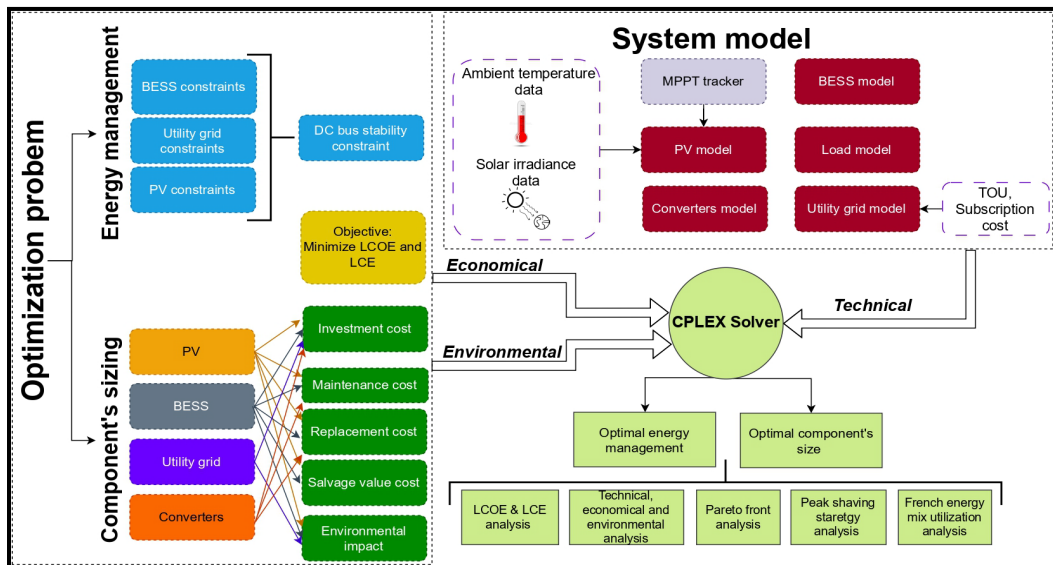 Optimization probem
Energy management
BESS constraints
Utility grid
constraints
PV constraints
DC bus stability
constraint
Objective:
Minimize LCOE and
LCE
Component's sizing
PV
BESS
Utility grid
Converters
Investment cost
Maintenance cost
Replacement cost
Salvage value cost
Environmental
impact
System model
Ambient temperature
data
Solar irradiance
data
MPPT tracker
PV model
Converters model
BESS model
Load model
Utility grid model
TOU,
Subscription
cost
Economical
Environmental
Technical
CPLEX Solver
Optimal energy
management
Optimal component's
size
LCOE & LCE
analysis
Technical,
economical and
environmental analysis
Pareto front
analysis
Peak shaving
staretgy analysis
French energy
mix utilization
analysis